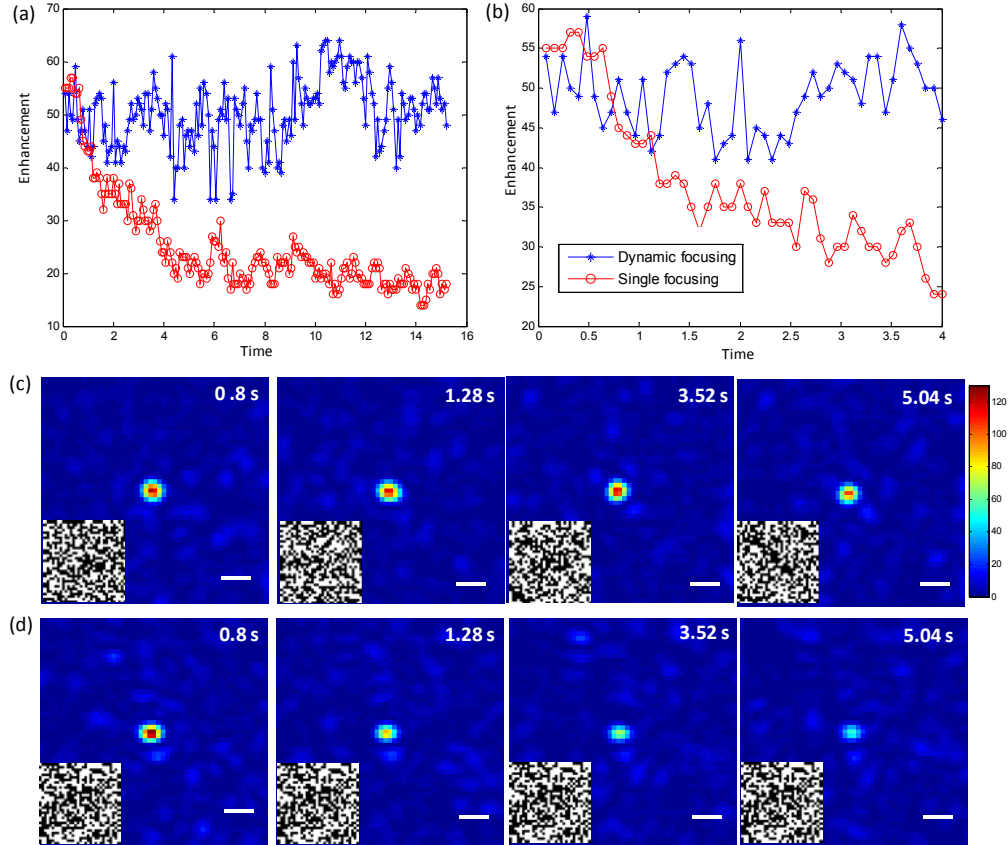 (a)
70
60
50
40
30
20
10
Enhancement
0 2 4 6 8 10 12 14 16
Time
(b)
60
55
50
45
40
35
30
25
20
Enhancement
Dynamic focusing
Single focusing
0 0.5 1 1.5 2 2.5 3 3.5 4
Time
(c)
0 .8 s
1.28 s
3.52 s
5.04 s
120
100
80
60
40
20
0
(d)
0.8 s
1.28 s
3.52 s
5.04 s